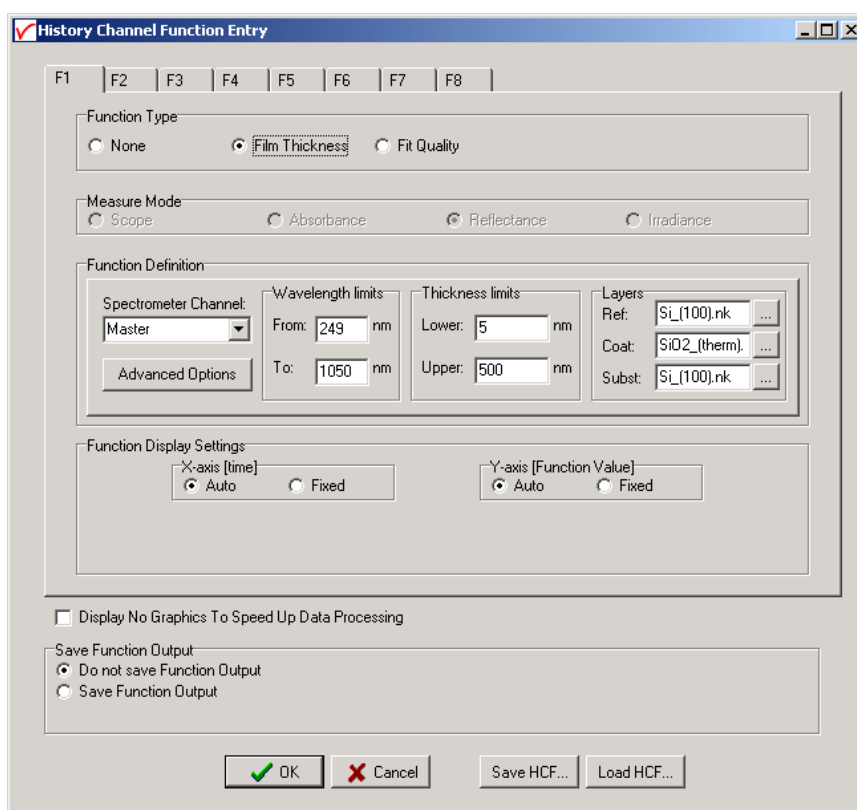 History Channel Function Entry
F1 F2 F3 F4 F5 F6 F7 F8
Function Type
None Film Thickness Fit Quality
Measure Mode
Scope Absorbance Reflectance Irradiance
Function Definition
Spectrometer Channel:
Master
Advanced Options
Wavelength limits
From: 249 nm
To: 1050 nm
Thickness limits
Lower: 5 nm
Upper: 500 nm
Layers
Ref: Si_(100).nk ...
Coat: SiO2_(therm). ...
Subst: Si_(100).nk ...
Function Display Settings
X-axis [time]
Auto Fixed
Y-axis [Function Value]
Auto Fixed
Display No Graphics To Speed Up Data Processing
Save Function Output
Do not save Function Output
Save Function Output
OK Cancel Save HCF... Load HCF...